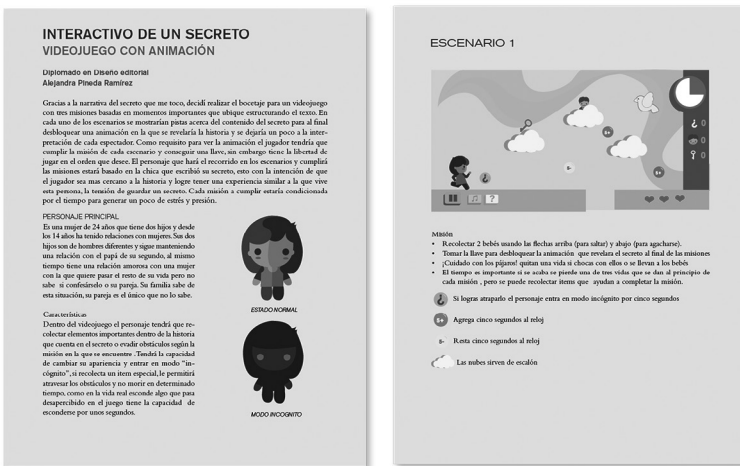 INTERACTIVO DE UN SECRETO
VIDEOJUEGO CON ANIMACIÓN
Diplomado en Diseño editorial
Alejandra Pineda Ramírez
Gracias a la narrativa del secreto que me toco, decidí realizar el bocetaje para un videojuego
con tres misiones basadas en momentos importantes que ubique estructurando el texto. En
cada uno de los escenarios se mostrarían pistas acerca del contenido del secreto para al final
desbloquear una animación en la que se revelaría la historia y se dejaría un poco a la inter-
pretación de cada espectador. Como requisito para ver la animación el jugador tendría que
cumplir la misión de cada escenario y conseguir una llave, sin embargo tiene la libertad de
jugar en el orden que desee. El personaje que hará el recorrido en los escenarios y cumplirá
las misiones estará basado en la chica que escribió su secreto, esto con la intención de que
el jugador sea mas cercano a la historia y logre tener una experiencia similar a la que vive
esta persona, la tensión de guardar un secreto. Cada misión a cumplir estaría condicionada
por el tiempo para generar un poco de estrés y presión.
PERSONAJE PRINCIPAL
Es una mujer de 24 años que tiene dos hijos y desde
los 14 años ha tenido relaciones con mujeres. Sus dos
hijos son de hombres diferentes y sigue manteniendo
una relación con el papá de su segundo, al mismo
tiempo tiene una relación amorosa con una mujer
con la que quiere pasar el resto de su vida pero no
sabe si confesárselo o su pareja. Su familia sabe de
esta situación, su pareja es el único que no lo sabe.
ESTADO NORMAL
Características
Dentro del videojuego el personaje tendrá que re-
colectar elementos importantes dentro de la historia
que cuenta en el secreto o evadir obstáculos según la
misión en la que se encuentre. Tendrá la capacidad
de cambiar su apariencia y entrar en modo "in-
cógnito", si recolecta un item especial, le permitirá
atravesar los obstáculos y no morir en determinado
tiempo, como en la vida real esconde algo que pasa
desapercibido en el juego tiene la capacidad de
esconderse por unos segundos.
MODO INCOGNITO
ESCENARIO 1
0
0
0
5+
5-
5+
¿
?
Misión
• Recolectar 2 bebés usando las flechas arriba (para saltar) y abajo (para agacharse).
• Tomar la llave para desbloquear la animación que revelara el secreto al final de las misiones
• ¡Cuidado con los pájaros! quitan una vida si chocas con ellos o se llevan a los bebés
• El tiempo es importante si se acaba se pierde una de tres vidas que se dan al principio de
cada misión, pero se puede recolectar items que ayudan a completar la misión.
¿ Si logras atraparlo el personaje entra en modo incógnito por cinco segundos
5+ Agrega cinco segundos al reloj
5- Resta cinco segundos al reloj
Las nubes sirven de escalón